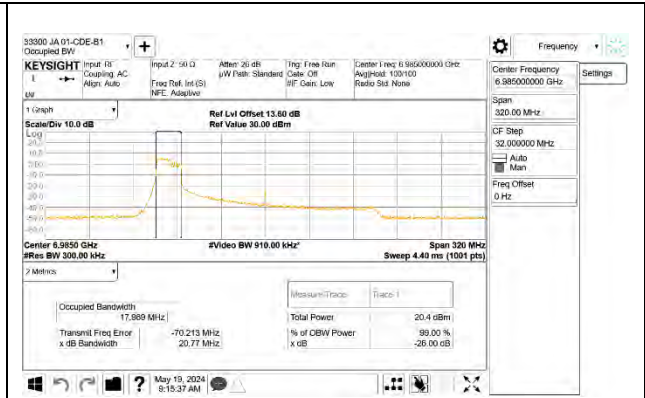 33300 JA 01-CDE-B1
Occupied BW
+
Frequency
KEYSIGHT
Input: RF
Coupling: AC
Align: Auto
Input Z: 50 Ω
Freq Ref: Int (S)
NFE: Adaptive
Atten: 26 dB
µW Path: Standard
Trig: Free Run
Gate: Off
#IF Gain: Low
Center Freq: 6.985000000 GHz
Avg|Hold: 100/100
Radio Std: None
Center Frequency
6.985000000 GHz
Settings
Span
320.00 MHz
CF Step
32.000000 MHz
Auto
Man
Freq Offset
0 Hz
1 Graph
Scale/Div 10.0 dB
Ref Lvl Offset 13.60 dB
Ref Value 30.00 dBm
Log
Center 6.9850 GHz
#Res BW 300.00 kHz
#Video BW 910.00 kHz*
Span 320 MHz
Sweep 4.40 ms (1001 pts)
2 Metrics
Measure Trace
Trace 1
Occupied Bandwidth
17.989 MHz
Total Power
20.4 dBm
Transmit Freq Error
-70.213 MHz
% of OBW Power
99.00 %
x dB Bandwidth
20.77 MHz
x dB
-26.00 dB
?
May 19, 2024
9:15:37 AM